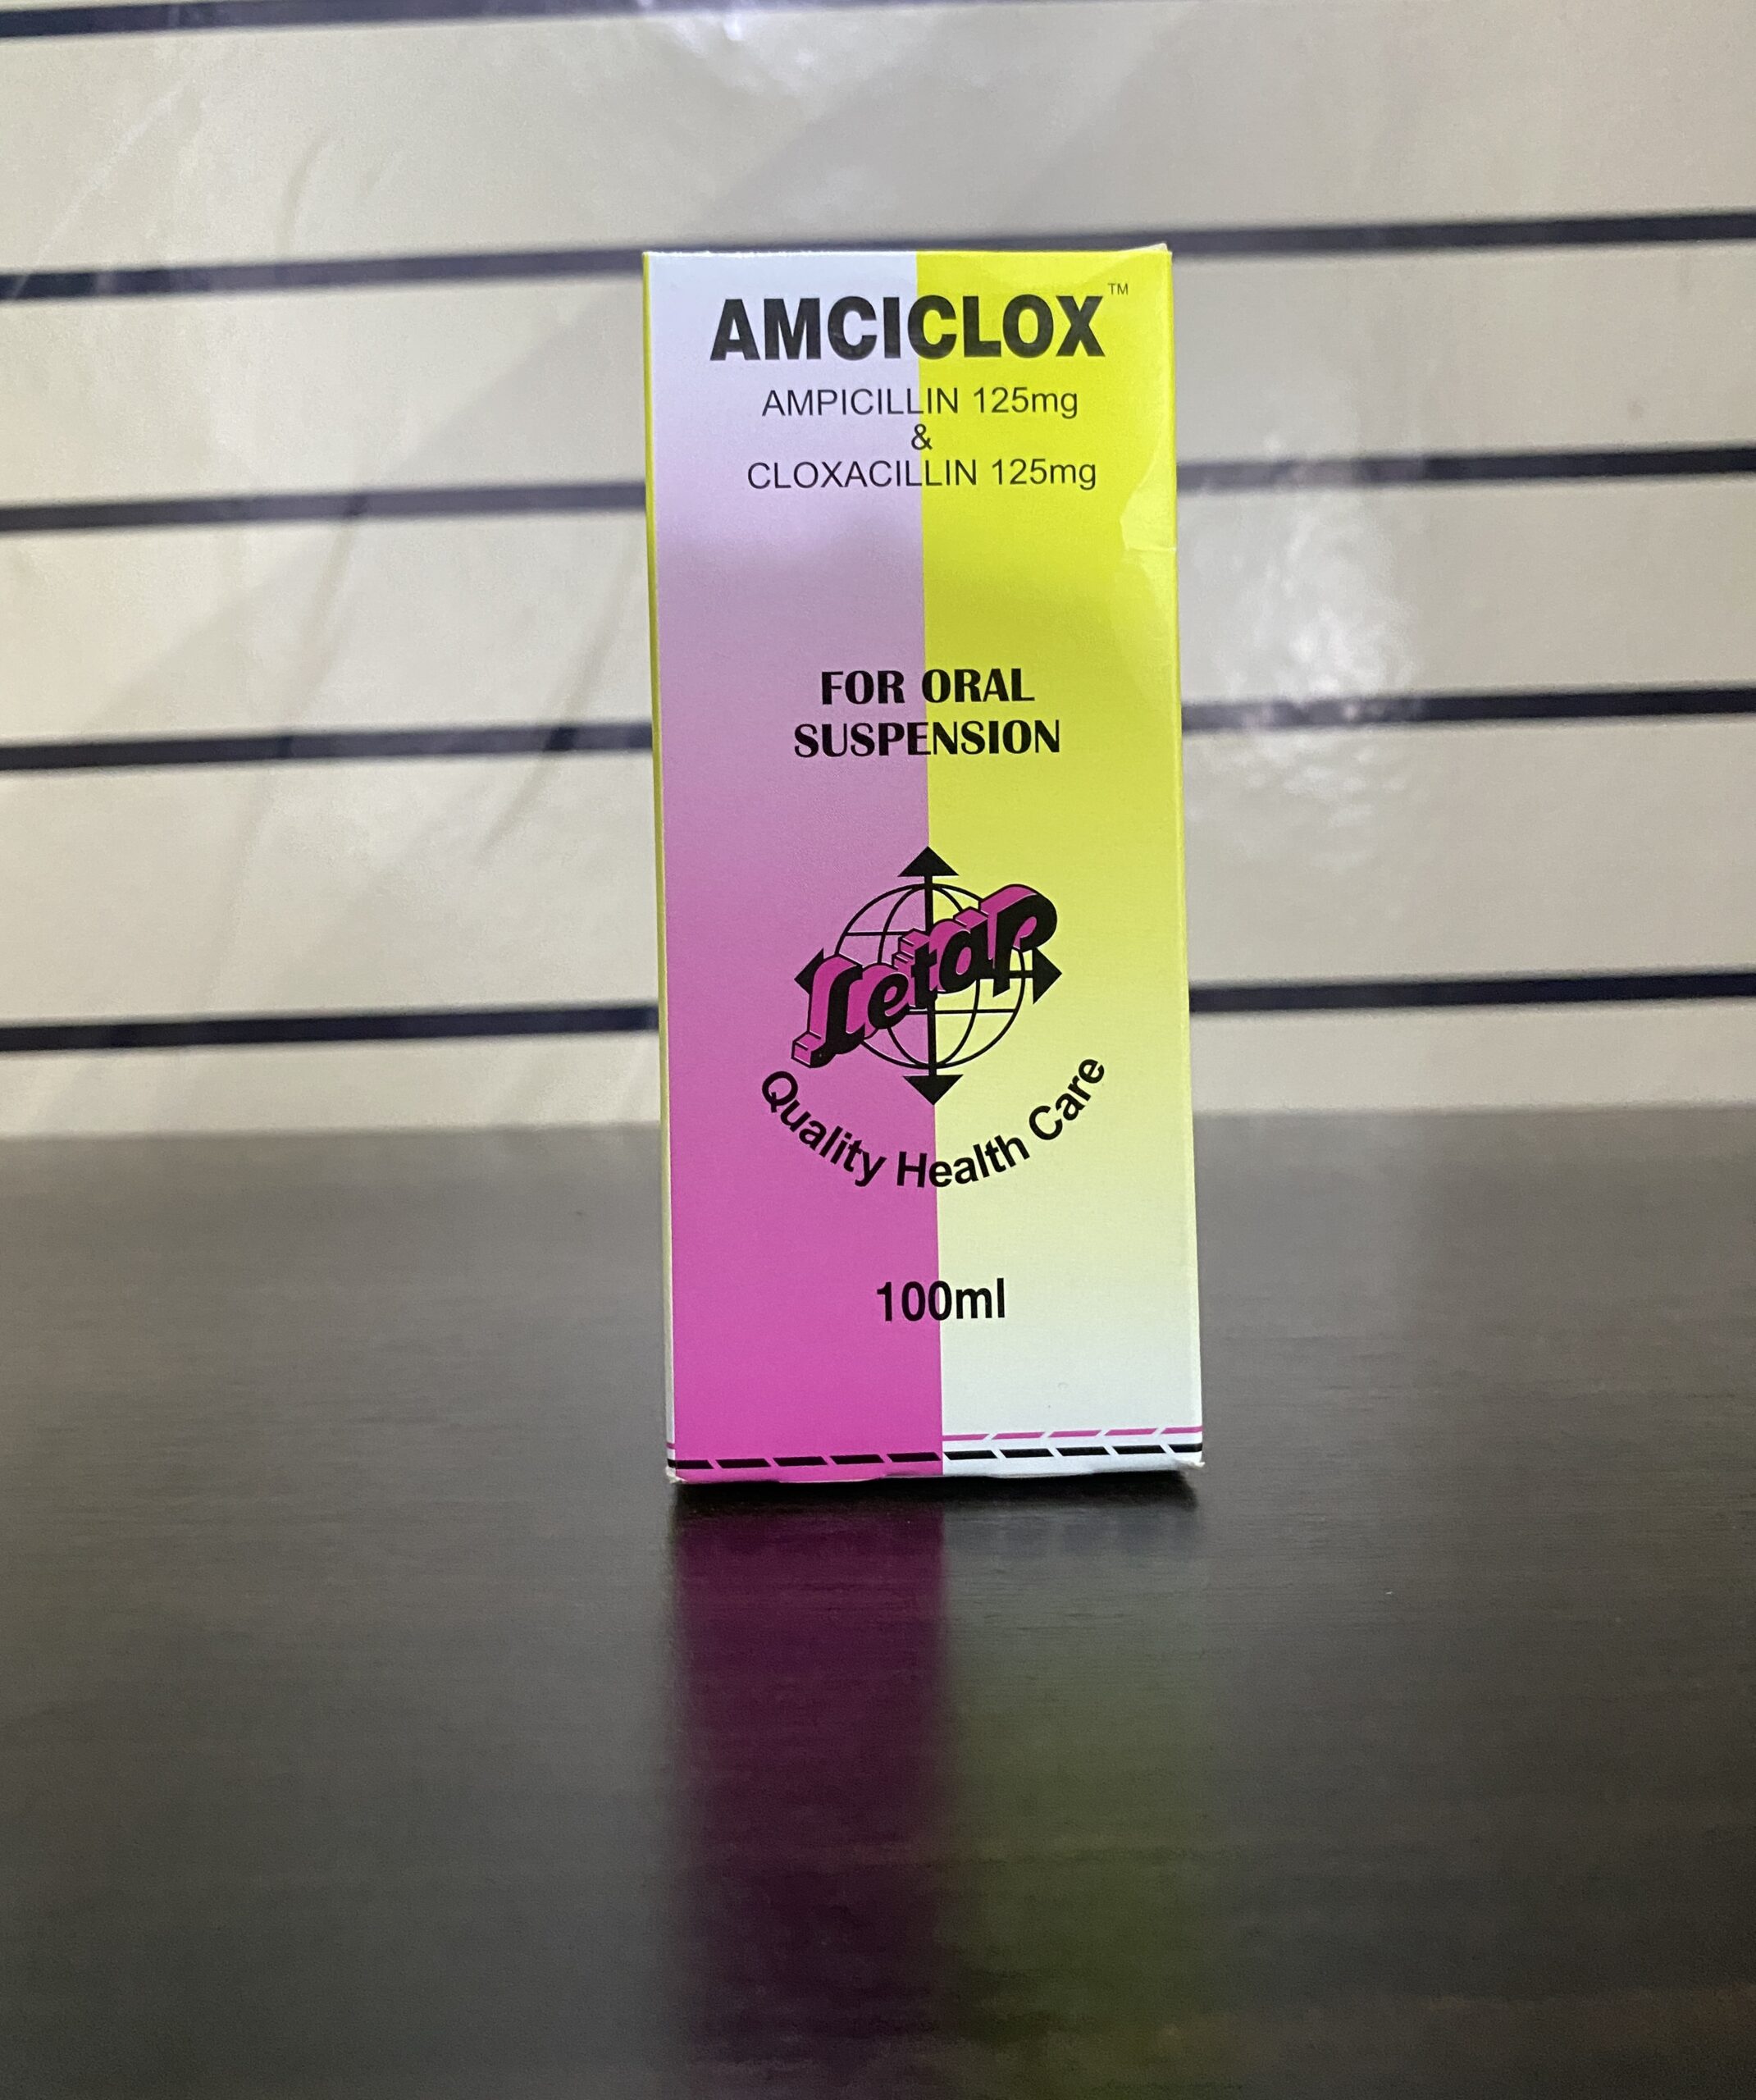 AMCICLOX™
AMPICILLIN 125mg
&
CLOXACILLIN 125mg
FOR ORAL
SUSPENSION
Letap
Quality Health Care
100ml